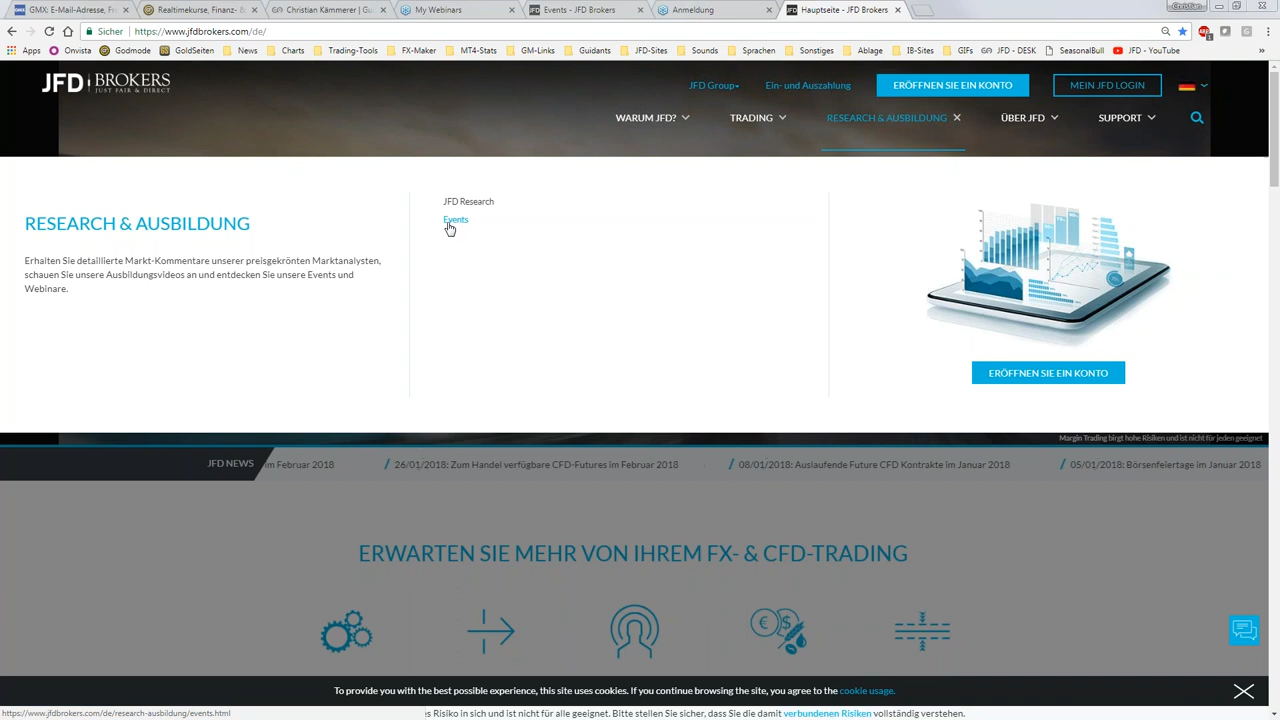 GMX: E-Mail-Adresse, Fr
Realtimekurse, Finanz- &
Christian Kämmerer | Gu
My Webinars
Events - JFD Brokers
Anmeldung
Hauptseite - JFD Brokers
Christian
Sicher
https://www.jfdbrokers.com/de/
Apps
Onvista
Godmode
GoldSeiten
News
Charts
Trading-Tools
FX-Maker
MT4-Stats
GM-Links
Guidants
JFD-Sites
Sounds
Sprachen
Sonstiges
Ablage
IB-Sites
GIFs
JFD - DESK
SeasonalBull
JFD - YouTube
»
JFD BROKERS
JUST FAIR & DIRECT
JFD Group
Ein- und Auszahlung
ERÖFFNEN SIE EIN KONTO
MEIN JFD LOGIN
WARUM JFD?
TRADING
RESEARCH & AUSBILDUNG
ÜBER JFD
SUPPORT
RESEARCH & AUSBILDUNG
Erhalten Sie detaillierte Markt-Kommentare unserer preisgekrönten Marktanalysten,
schauen Sie unsere Ausbildungsvideos an und entdecken Sie unsere Events und
Webinare.
JFD Research
Events
ERÖFFNEN SIE EIN KONTO
Margin Trading birgt hohe Risiken und ist nicht für jeden geeignet
JFD NEWS
im Februar 2018
/ 26/01/2018: Zum Handel verfügbare CFD-Futures im Februar 2018
/ 08/01/2018: Auslaufende Future CFD Kontrakte im Januar 2018
/ 05/01/2018: Börsenfeiertage im Januar 2018
ERWARTEN SIE MEHR VON IHREM FX- & CFD-TRADING
To provide you with the best possible experience, this site uses cookies. If you continue browsing the site, you agree to the cookie usage.
https://www.jfdbrokers.com/de/research-ausbildung/events.html
es Risiko in sich und ist nicht für alle geeignet. Bitte stellen Sie sicher, dass Sie die damit verbundenen Risiken vollständig verstehen.